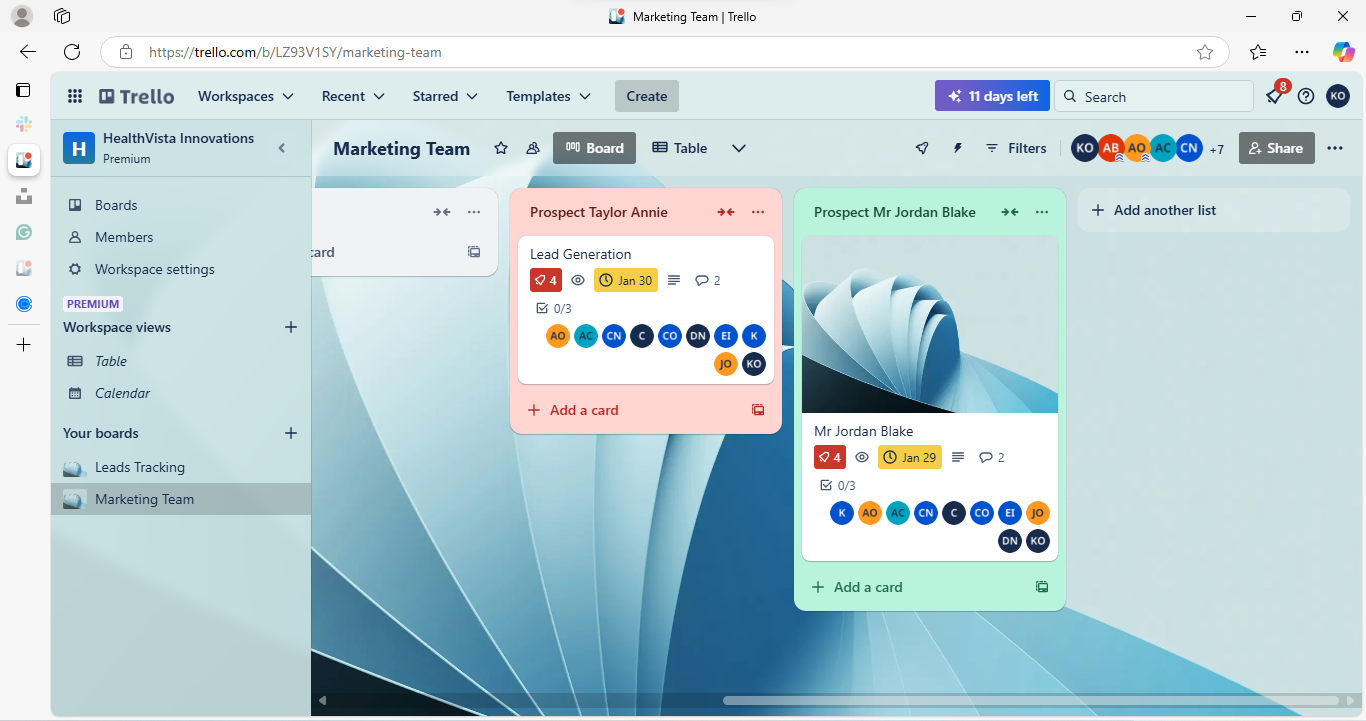 Marketing Team | Trello
https://trello.com/b/LZ93V1SY/marketing-team
Trello
Workspaces
Recent
Starred
Templates
Create
11 days left
Search
8
KO
H
HealthVista Innovations
Premium
Marketing Team
Board
Table
Filters
KO AB AO AC CN +7
Share
Boards
Members
Workspace settings
PREMIUM
Workspace views
Table
Calendar
Your boards
Leads Tracking
Marketing Team
card
Prospect Taylor Annie
Lead Generation
4 Jan 30 2
0/3
AO AC CN C CO DN EI K
JO KO
Add a card
Prospect Mr Jordan Blake
Mr Jordan Blake
4 Jan 29 2
0/3
K AO AC CN C CO EI JO
DN KO
Add a card
Add another list